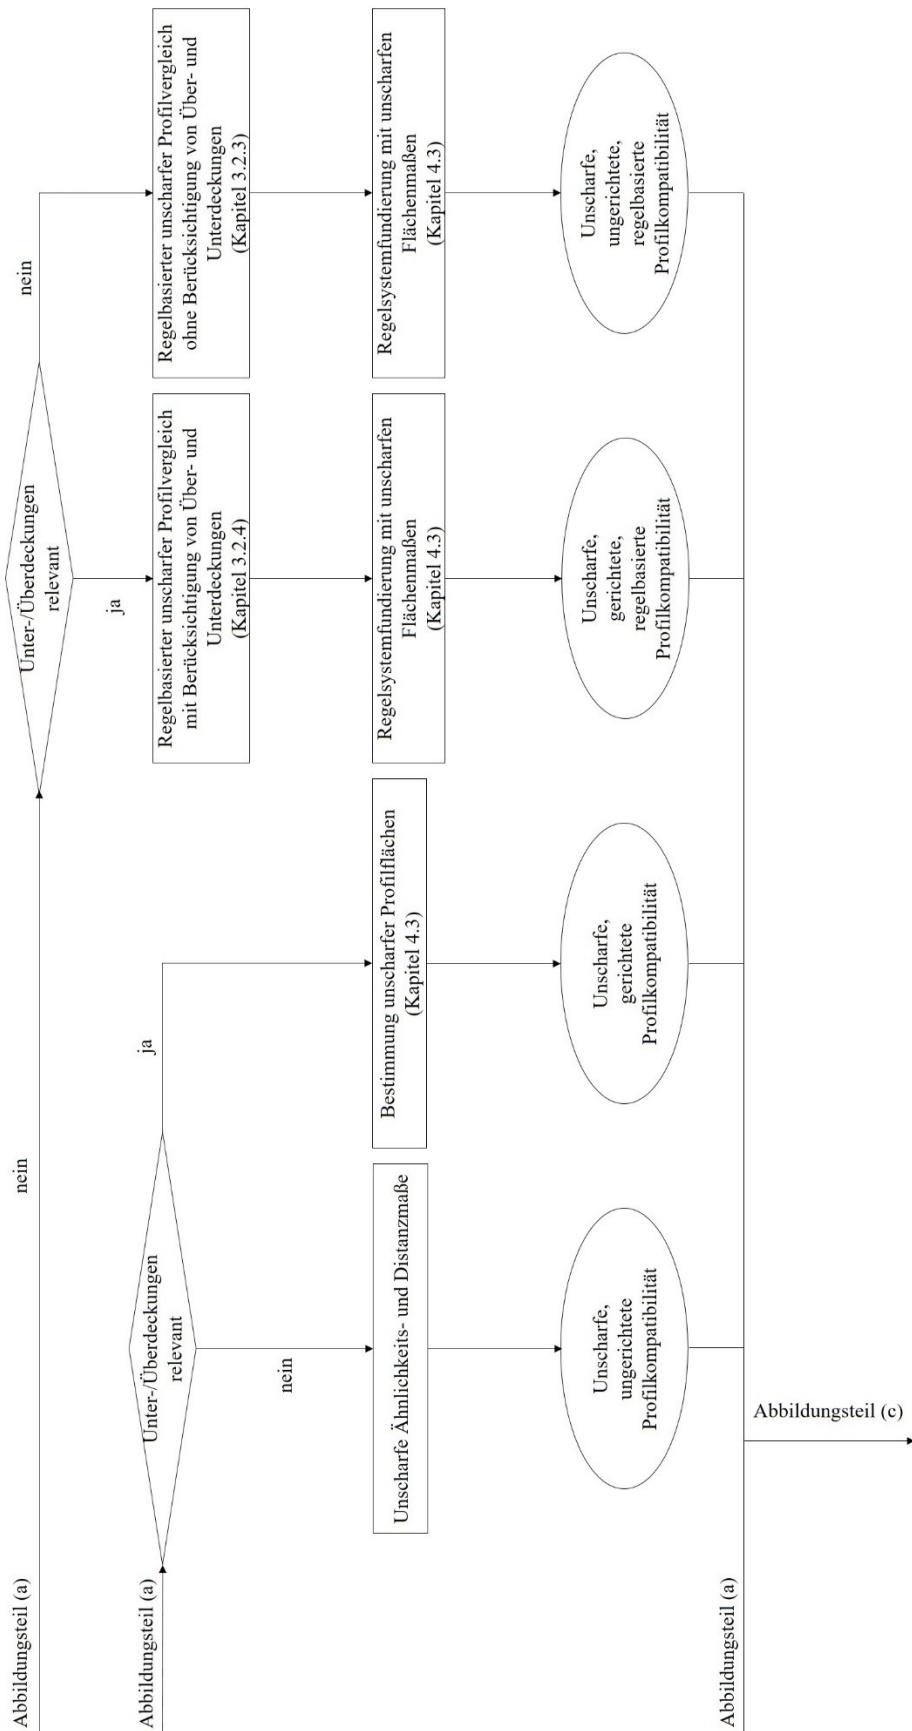 Abbildungsteil (a)
nein
Unter-/Überdeckungen
relevant
nein
ja
Abbildungsteil (a)
Unter-/Überdeckungen
relevant
ja
nein
Regelbasierter unscharfer Profilvergleich
mit Berücksichtigung von Über- und
Unterdeckungen
(Kapitel 3.2.4)
Regelbasierter unscharfer Profilvergleich
ohne Berücksichtigung von Über- und
Unterdeckungen
(Kapitel 3.2.3)
Unscharfe Ähnlichkeits- und Distanzmaße
Bestimmung unscharfer Profilflächen
(Kapitel 4.3)
Regelsystemfundierung mit unscharfen
Flächenmaßen
(Kapitel 4.3)
Regelsystemfundierung mit unscharfen
Flächenmaßen
(Kapitel 4.3)
Unscharfe,
ungerichtete
Profilkompatibilität
Unscharfe,
gerichtete
Profilkompatibilität
Unscharfe,
gerichtete,
regelbasierte
Profilkompatibilität
Unscharfe,
ungerichtete,
regelbasierte
Profilkompatibilität
Abbildungsteil (a)
Abbildungsteil (c)